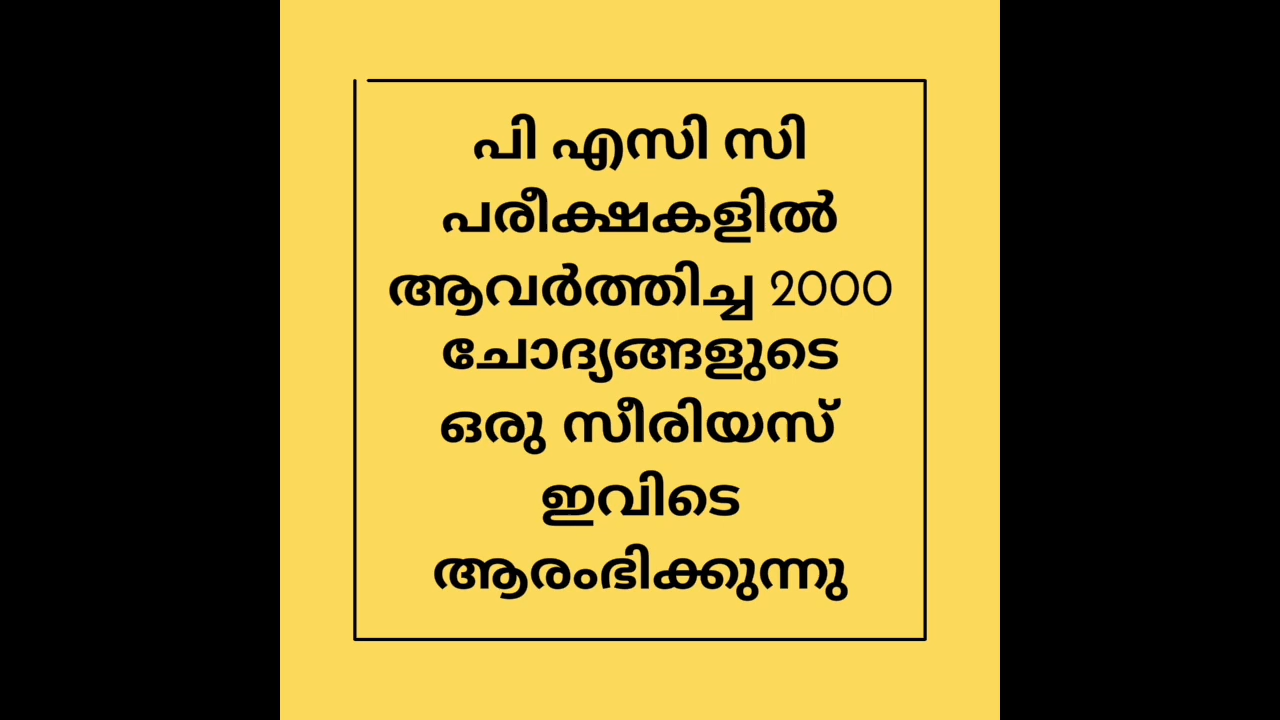 പി എസി സി
പരീക്ഷകളിൽ
ആവർത്തിച്ച 2000
ചോദ്യങ്ങളുടെ
ഒരു സീരിയസ്
ഇവിടെ
ആരംഭിക്കുന്നു